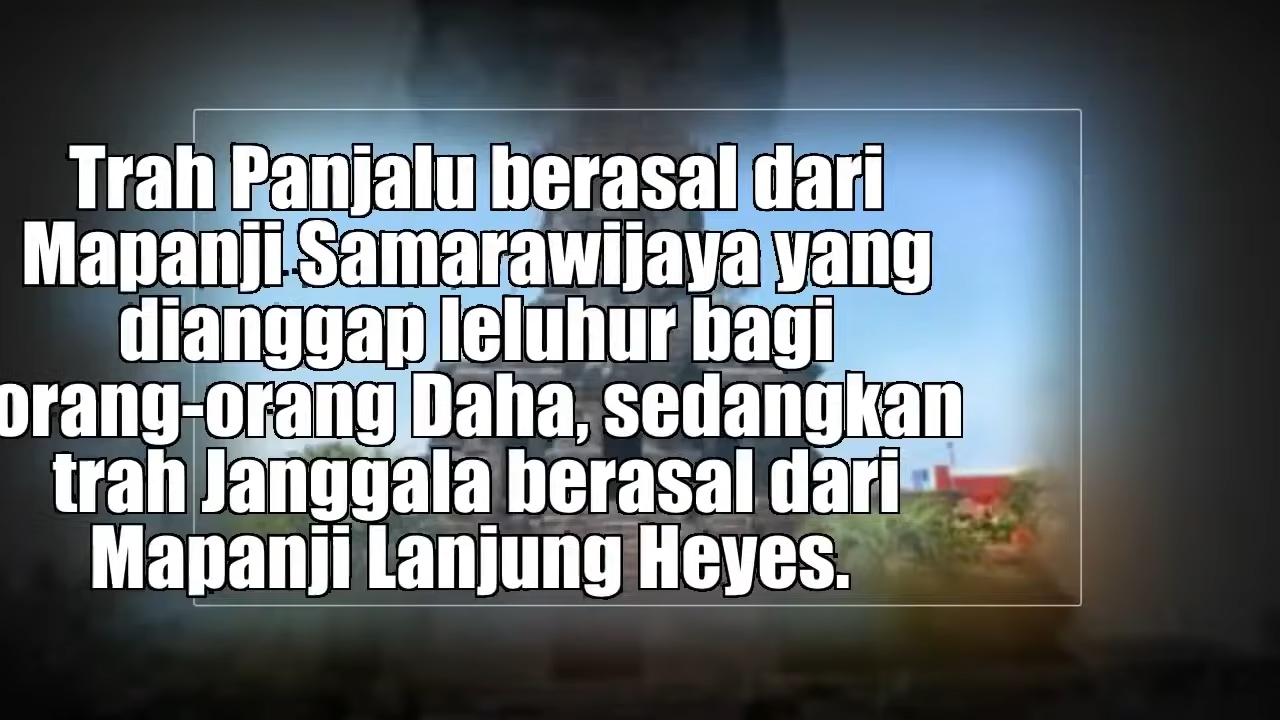 Trah Panjalu berasal dari
Mapanji Samarawijaya yang
dianggap leluhur bagi
orang-orang Daha, sedangkan
trah Janggala berasal dari
Mapanji Lanjung Heyes.